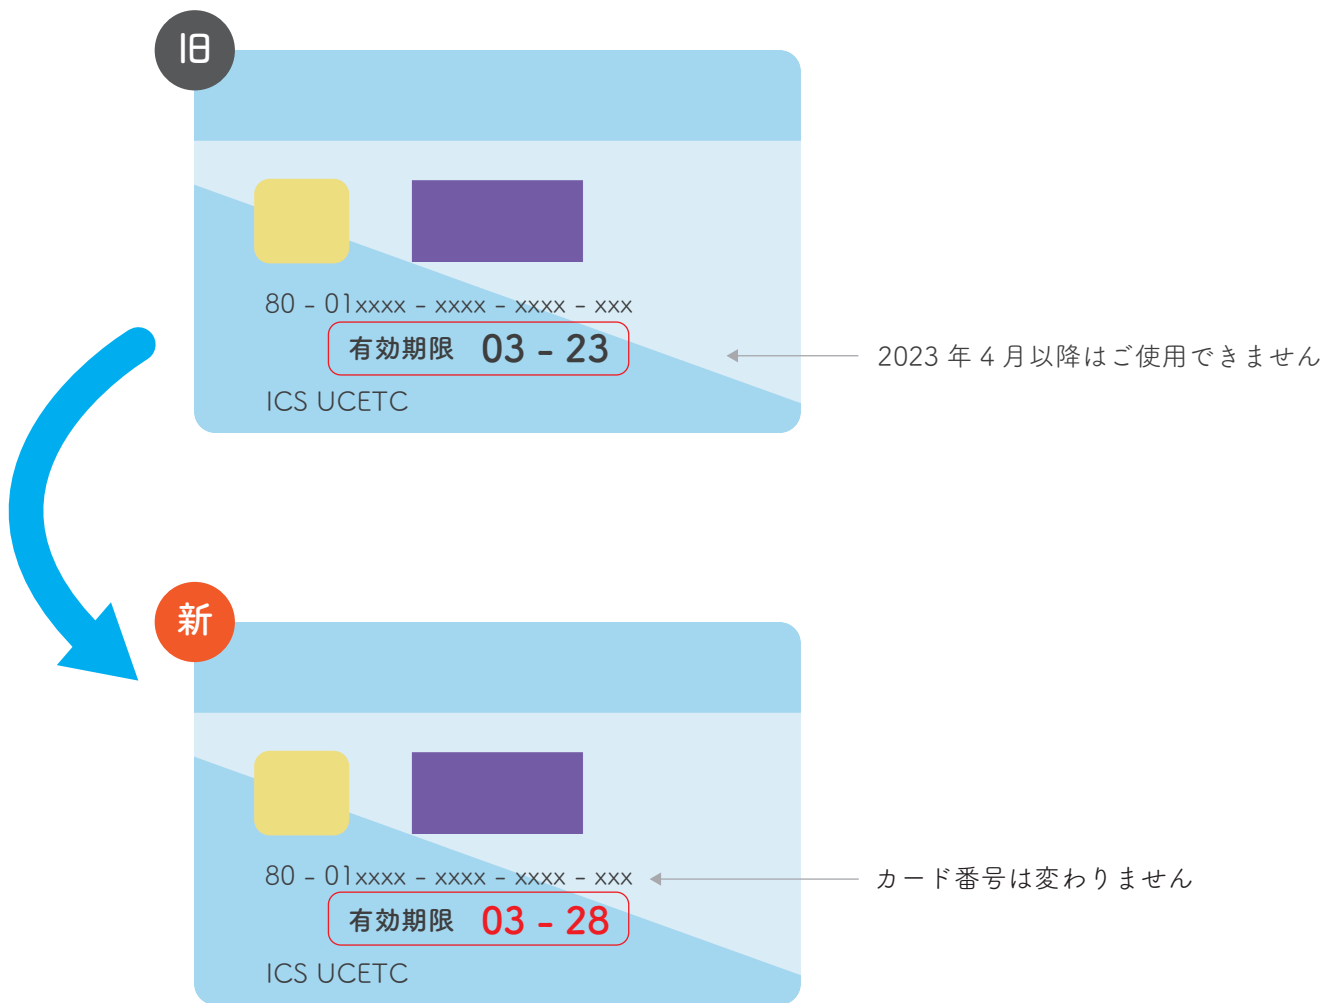 旧
80 - 01xxxx - xxxx - xxxx - xxx
有効期限 03 - 23
2023 年 4 月以降はご使用できません
ICS UCETC
新
80 - 01xxxx - xxxx - xxxx - xxx
カード番号は変わりません
有効期限 03 - 28
ICS UCETC